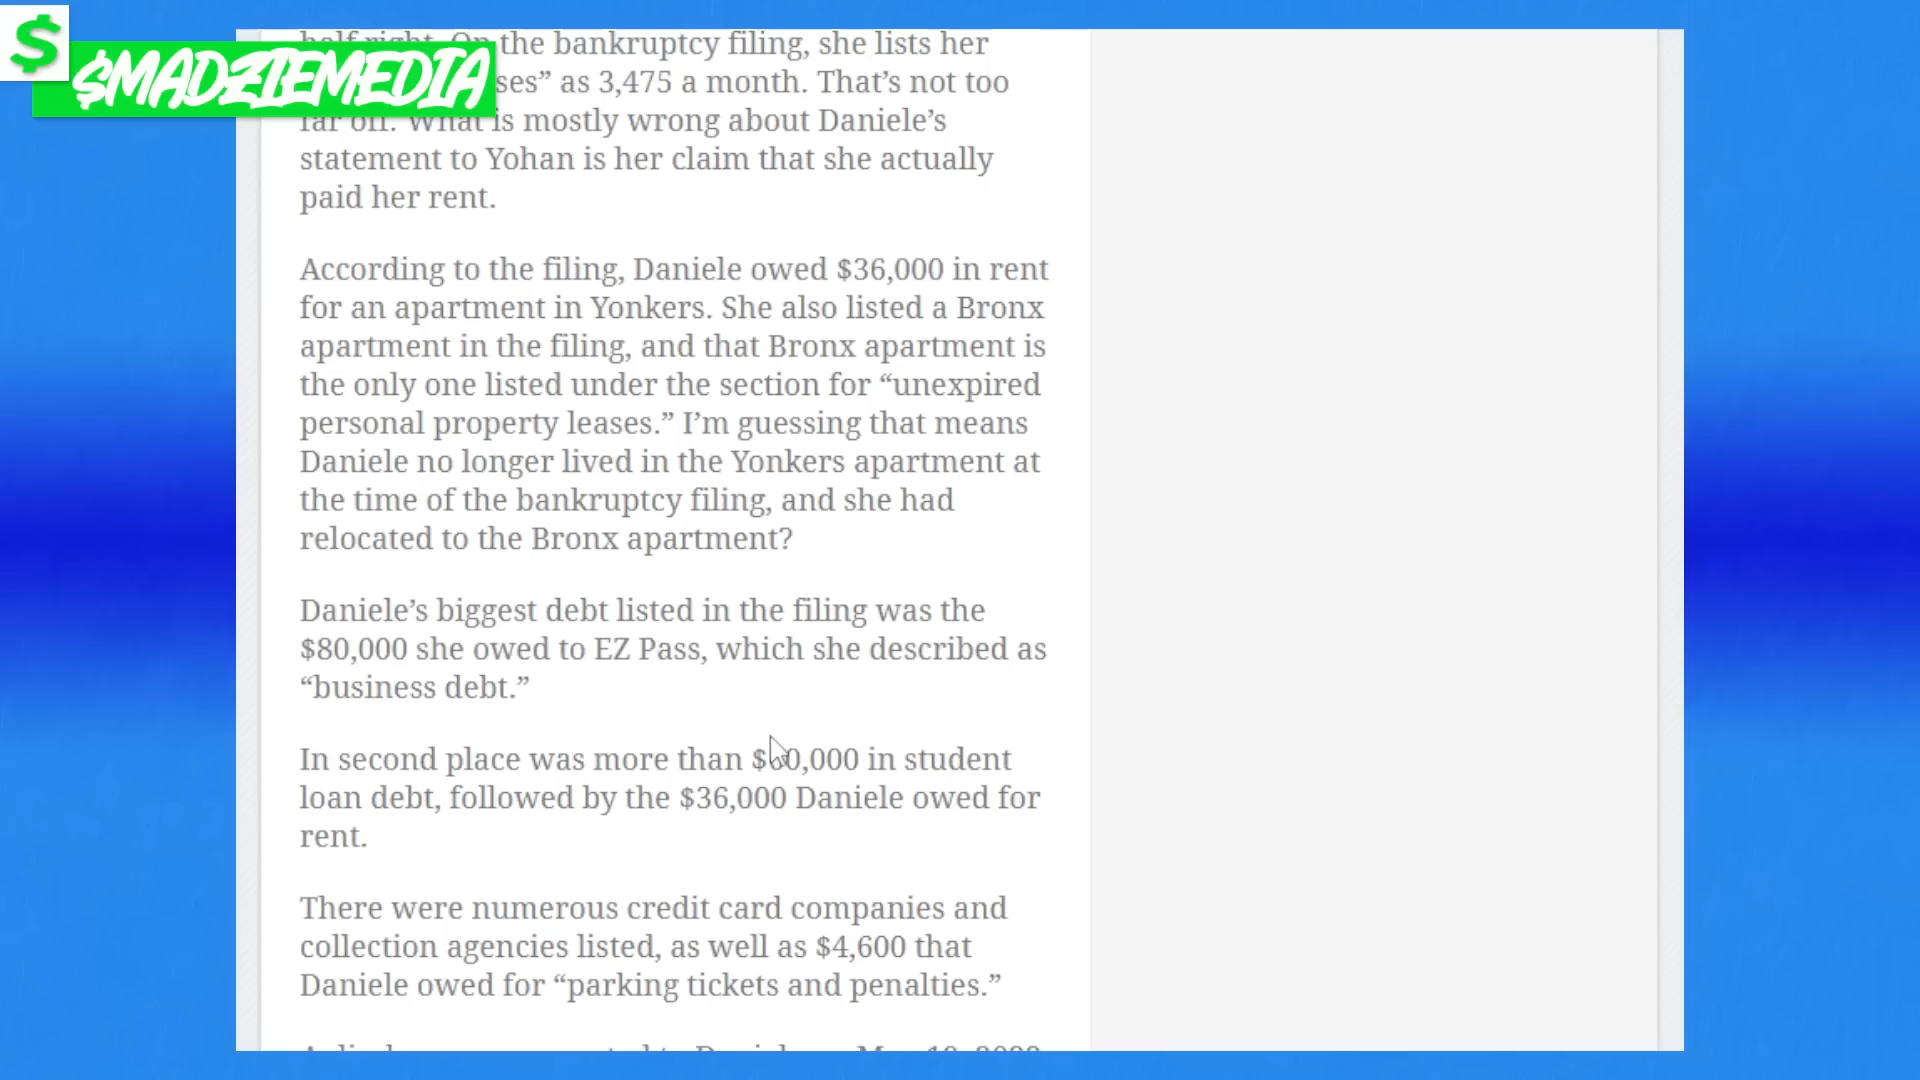 $
$MADZIEMEDIA
half right. On the bankruptcy filing, she lists her
ses” as 3,475 a month. That’s not too
far off. What is mostly wrong about Daniele’s
statement to Yohan is her claim that she actually
paid her rent.
According to the filing, Daniele owed $36,000 in rent
for an apartment in Yonkers. She also listed a Bronx
apartment in the filing, and that Bronx apartment is
the only one listed under the section for “unexpired
personal property leases.” I’m guessing that means
Daniele no longer lived in the Yonkers apartment at
the time of the bankruptcy filing, and she had
relocated to the Bronx apartment?
Daniele’s biggest debt listed in the filing was the
$80,000 she owed to EZ Pass, which she described as
“business debt.”
In second place was more than in student
loan debt, followed by the $36,000 Daniele owed for
rent.
There were numerous credit card companies and
collection agencies listed, as well as $4,600 that
Daniele owed for “parking tickets and penalties.”